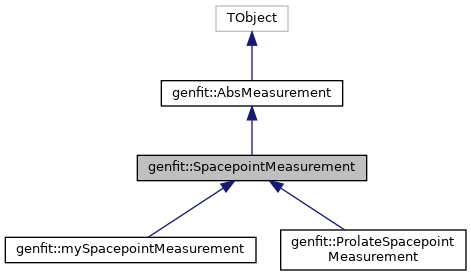 TObject
genfit::AbsMeasurement
genfit::SpacepointMeasurement
genfit::mySpacepointMeasurement
genfit::ProlateSpacepoint
Measurement